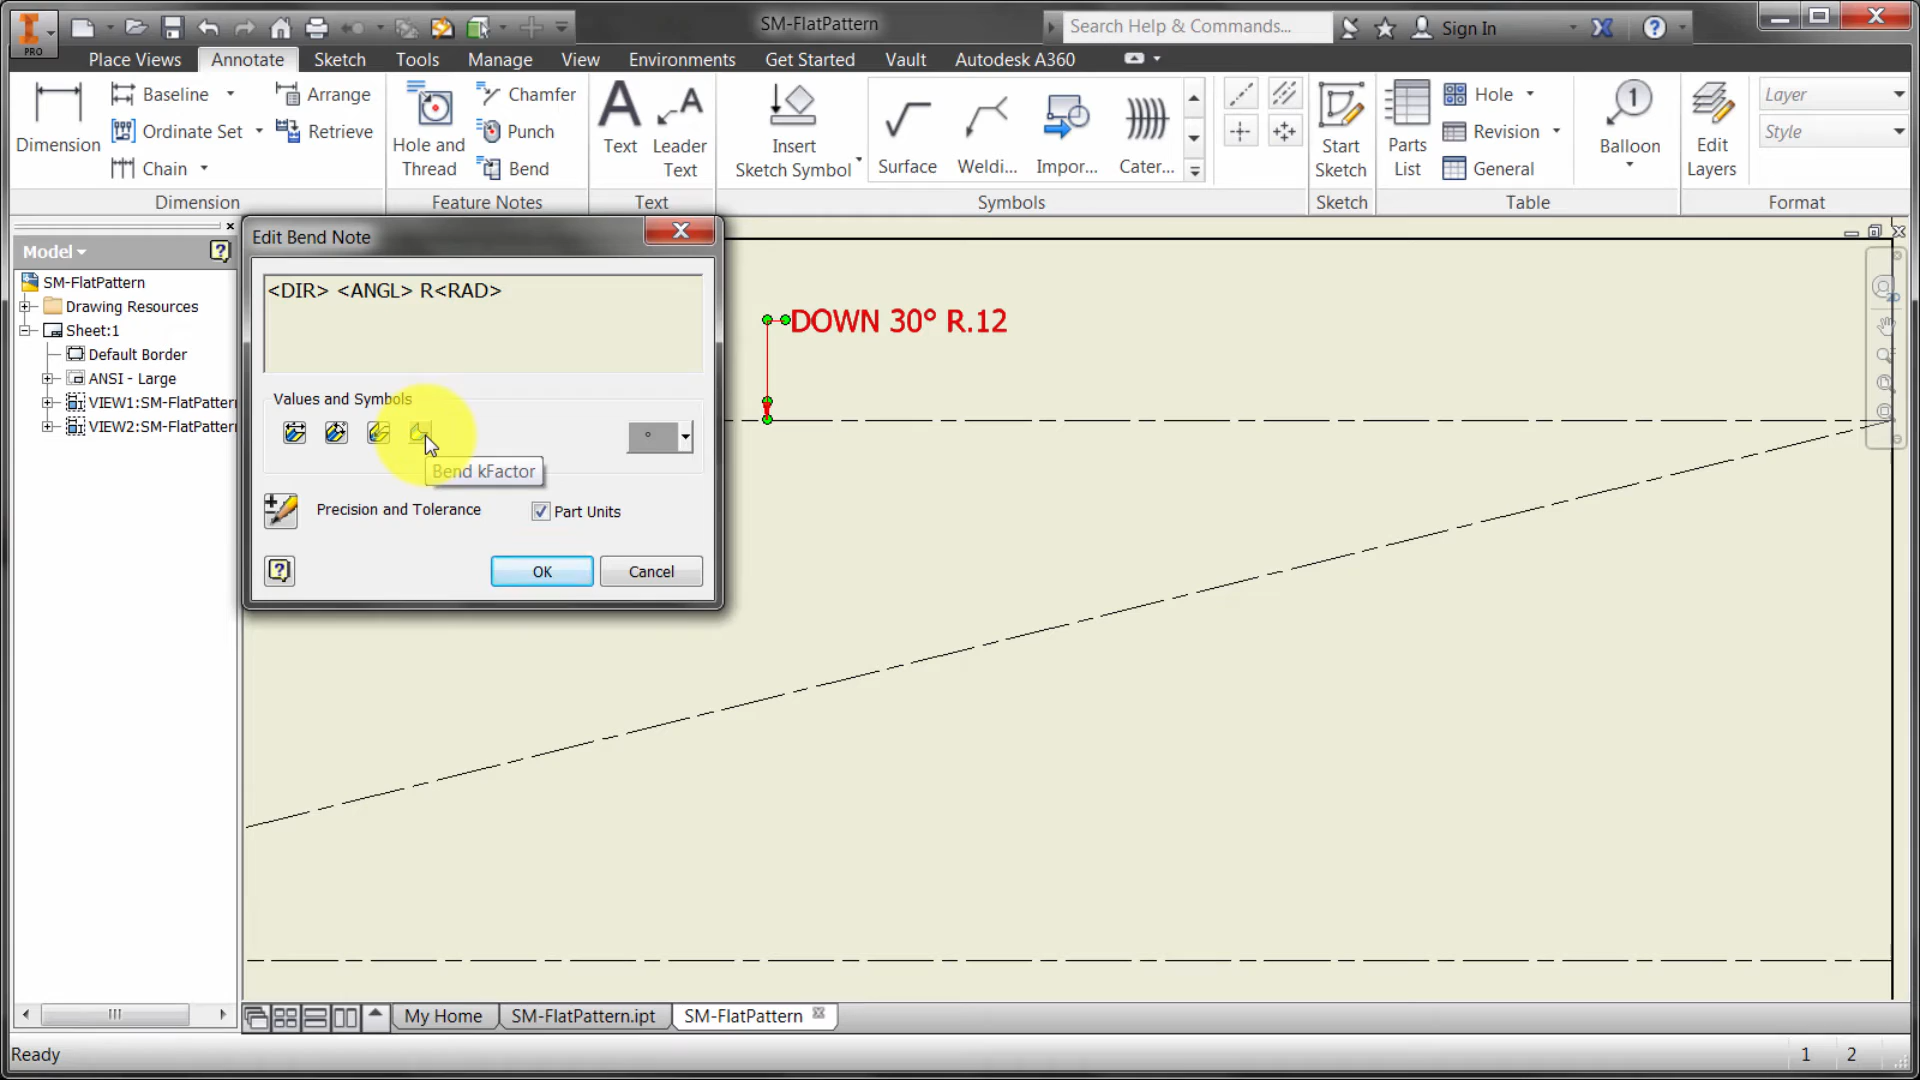 SM-FlatPattern
Search Help & Commands...
Sign In
PRO
Place Views
Annotate
Sketch
Tools
Manage
View
Environments
Get Started
Vault
Autodesk A360
Dimension
Baseline
Ordinate Set
Chain
Arrange
Retrieve
Dimension
Hole and
Thread
Chamfer
Punch
Bend
Feature Notes
Text
Leader
Text
Text
Insert
Sketch Symbol
Surface
Weldi...
Impor...
Cater...
Symbols
Start
Sketch
Sketch
Parts
List
Hole
Revision
General
Balloon
Table
Edit
Layers
Layer
Style
Format
Model
SM-FlatPattern
Drawing Resources
Sheet:1
Default Border
ANSI - Large
VIEW1:SM-FlatPattern
VIEW2:SM-FlatPattern
Edit Bend Note
<DIR> <ANGL> R<RAD>
Values and Symbols
°
Bend kFactor
Precision and Tolerance
Part Units
OK
Cancel
DOWN 30° R.12
My Home
SM-FlatPattern.ipt
SM-FlatPattern
Ready
1
2